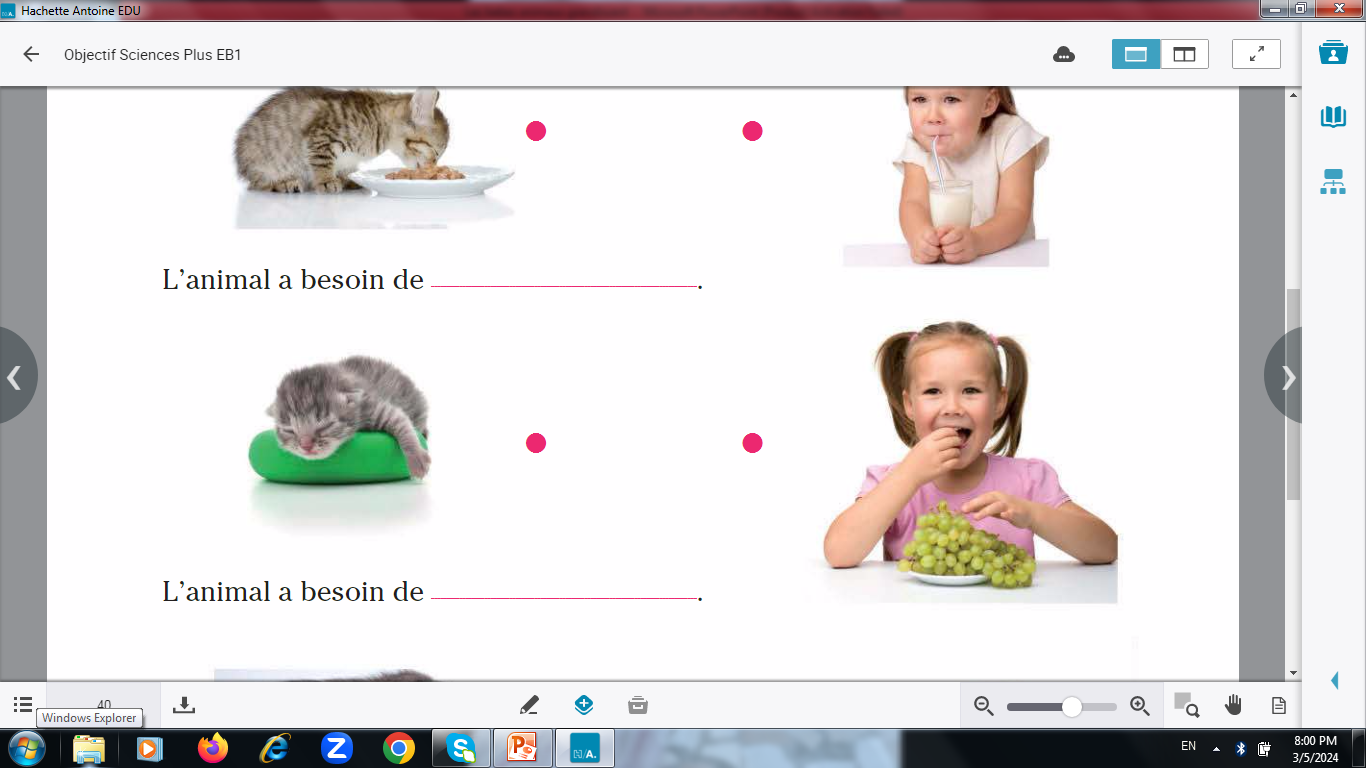 Hachette Antoine EDU
Objectif Sciences Plus EB1
L'animal a besoin de .
L'animal a besoin de .
40
Windows Explorer
EN
8:00 PM
3/5/2024